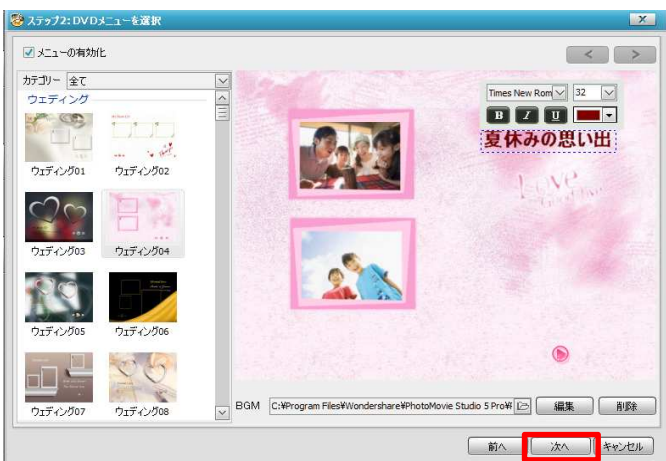 ステップ2: DVDメニューを選択
メニューの有効化
< >
カテゴリー 全て
ウェディング
Times New Rom 32
B I U
夏休みの思い出
Love
ウェディング01 ウェディング02
ウェディング03 ウェディング04
ウェディング05 ウェディング06
ウェディング07 ウェディング08
BGM C:¥Program Files¥Wondershare¥PhotoMovie Studio 5 Pro¥ 編集 削除
前へ 次へ キャンセル